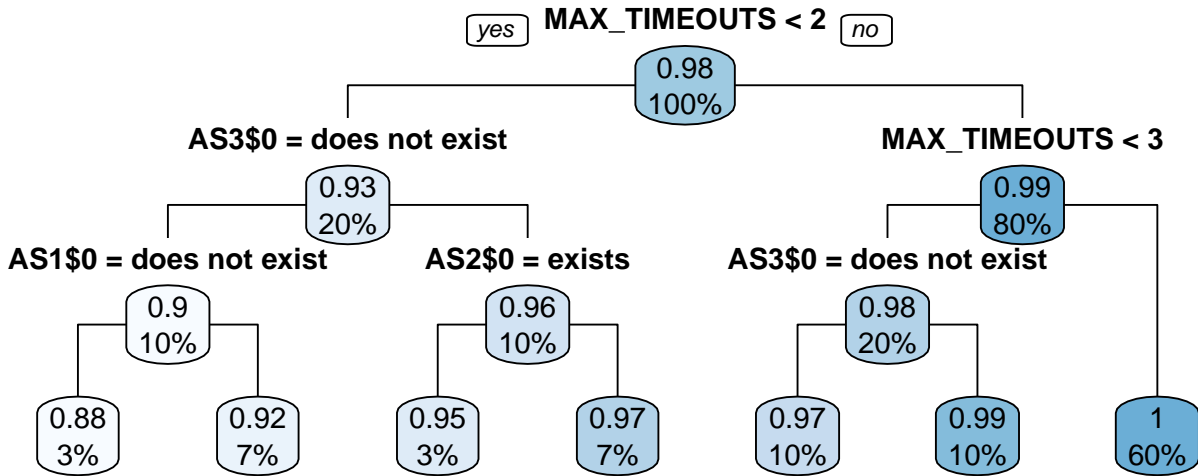 yes MAX_TIMEOUTS < 2 no
0.98
100%
AS3$0 = does not exist MAX_TIMEOUTS < 3
0.93 0.99
20% 80%
AS1$0 = does not exist AS2$0 = exists AS3$0 = does not exist
0.9 0.96 0.98
10% 10% 20%
0.88 0.92 0.95 0.97 0.97 0.99 1
3% 7% 3% 7% 10% 10% 60%